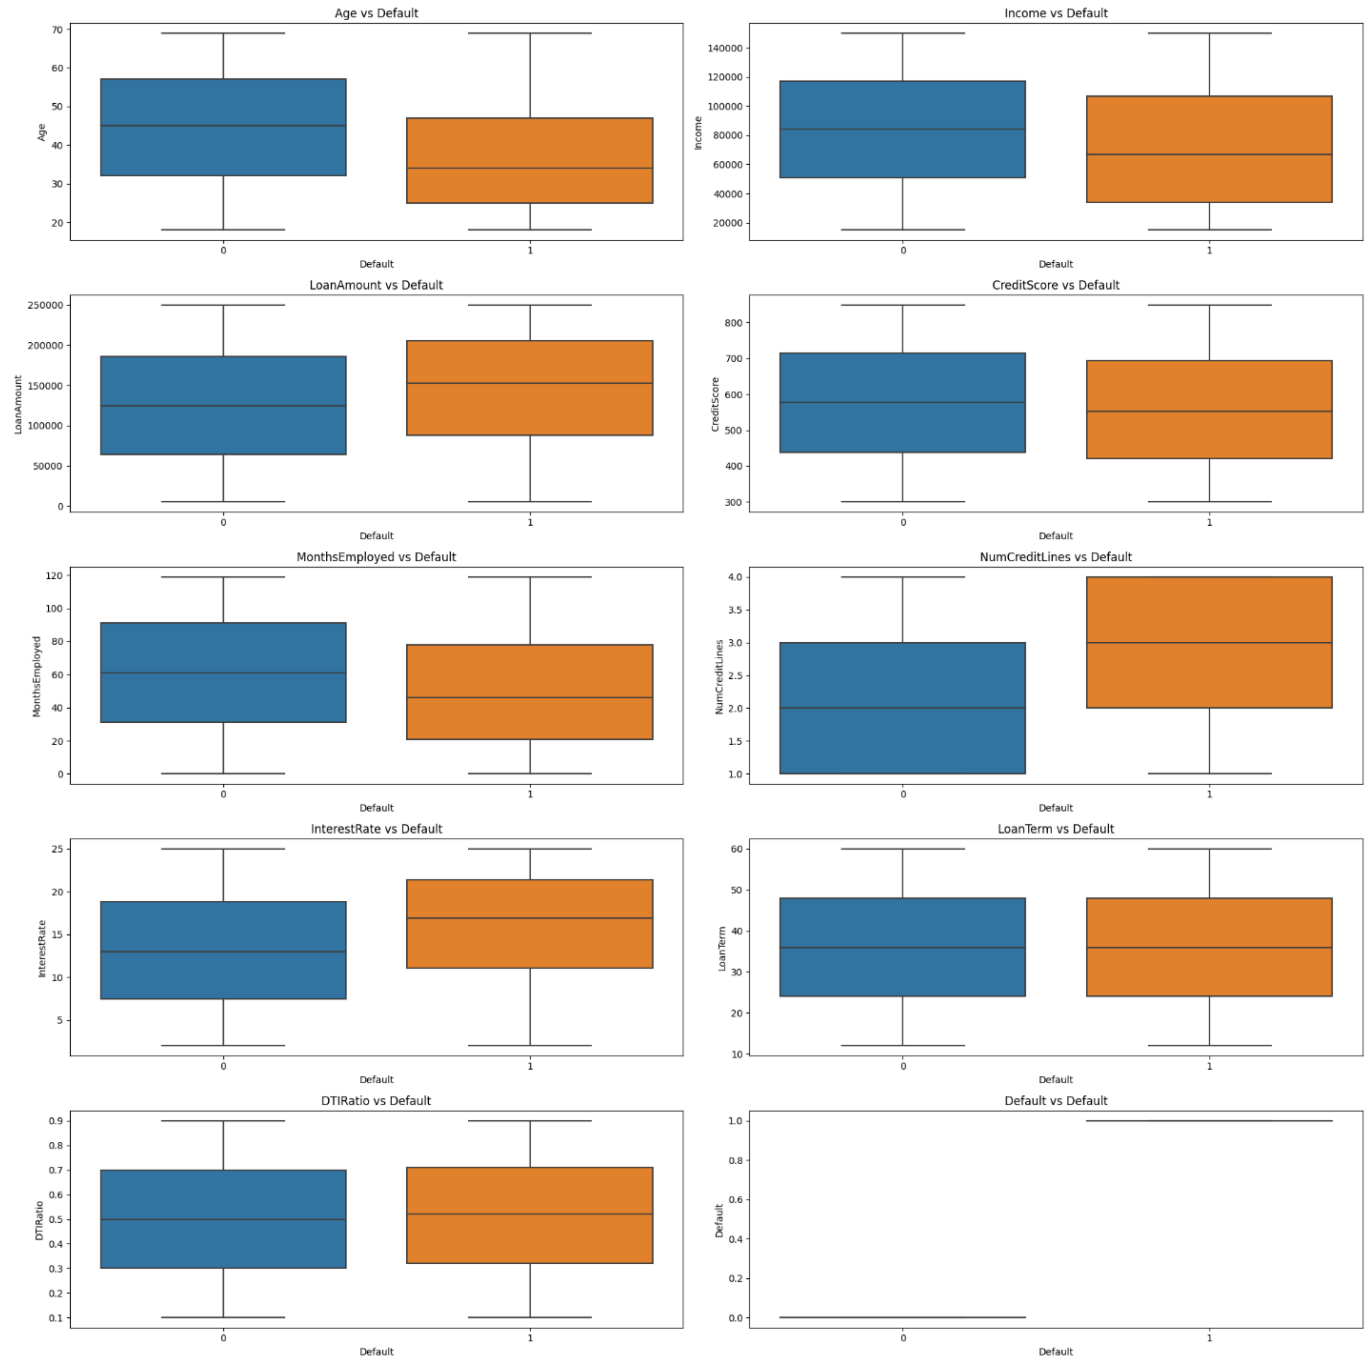 Age vs Default
70
60
50
40
30
20
Age
0
1
Default
Income vs Default
140000
120000
100000
80000
60000
40000
20000
Income
0
1
Default
LoanAmount vs Default
250000
200000
150000
100000
50000
0
LoanAmount
0
1
Default
CreditScore vs Default
800
700
600
500
400
300
CreditScore
0
1
Default
MonthsEmployed vs Default
120
100
80
60
40
20
0
MonthsEmployed
0
1
Default
NumCreditLines vs Default
4.0
3.5
3.0
2.5
2.0
1.5
1.0
NumCreditLines
0
1
Default
InterestRate vs Default
25
20
15
10
5
InterestRate
0
1
Default
LoanTerm vs Default
60
50
40
30
20
10
LoanTerm
0
1
Default
DTIRatio vs Default
0.9
0.8
0.7
0.6
0.5
0.4
0.3
0.2
0.1
DTIRatio
0
1
Default
Default vs Default
1.0
0.8
0.6
0.4
0.2
0.0
Default
0
1
Default